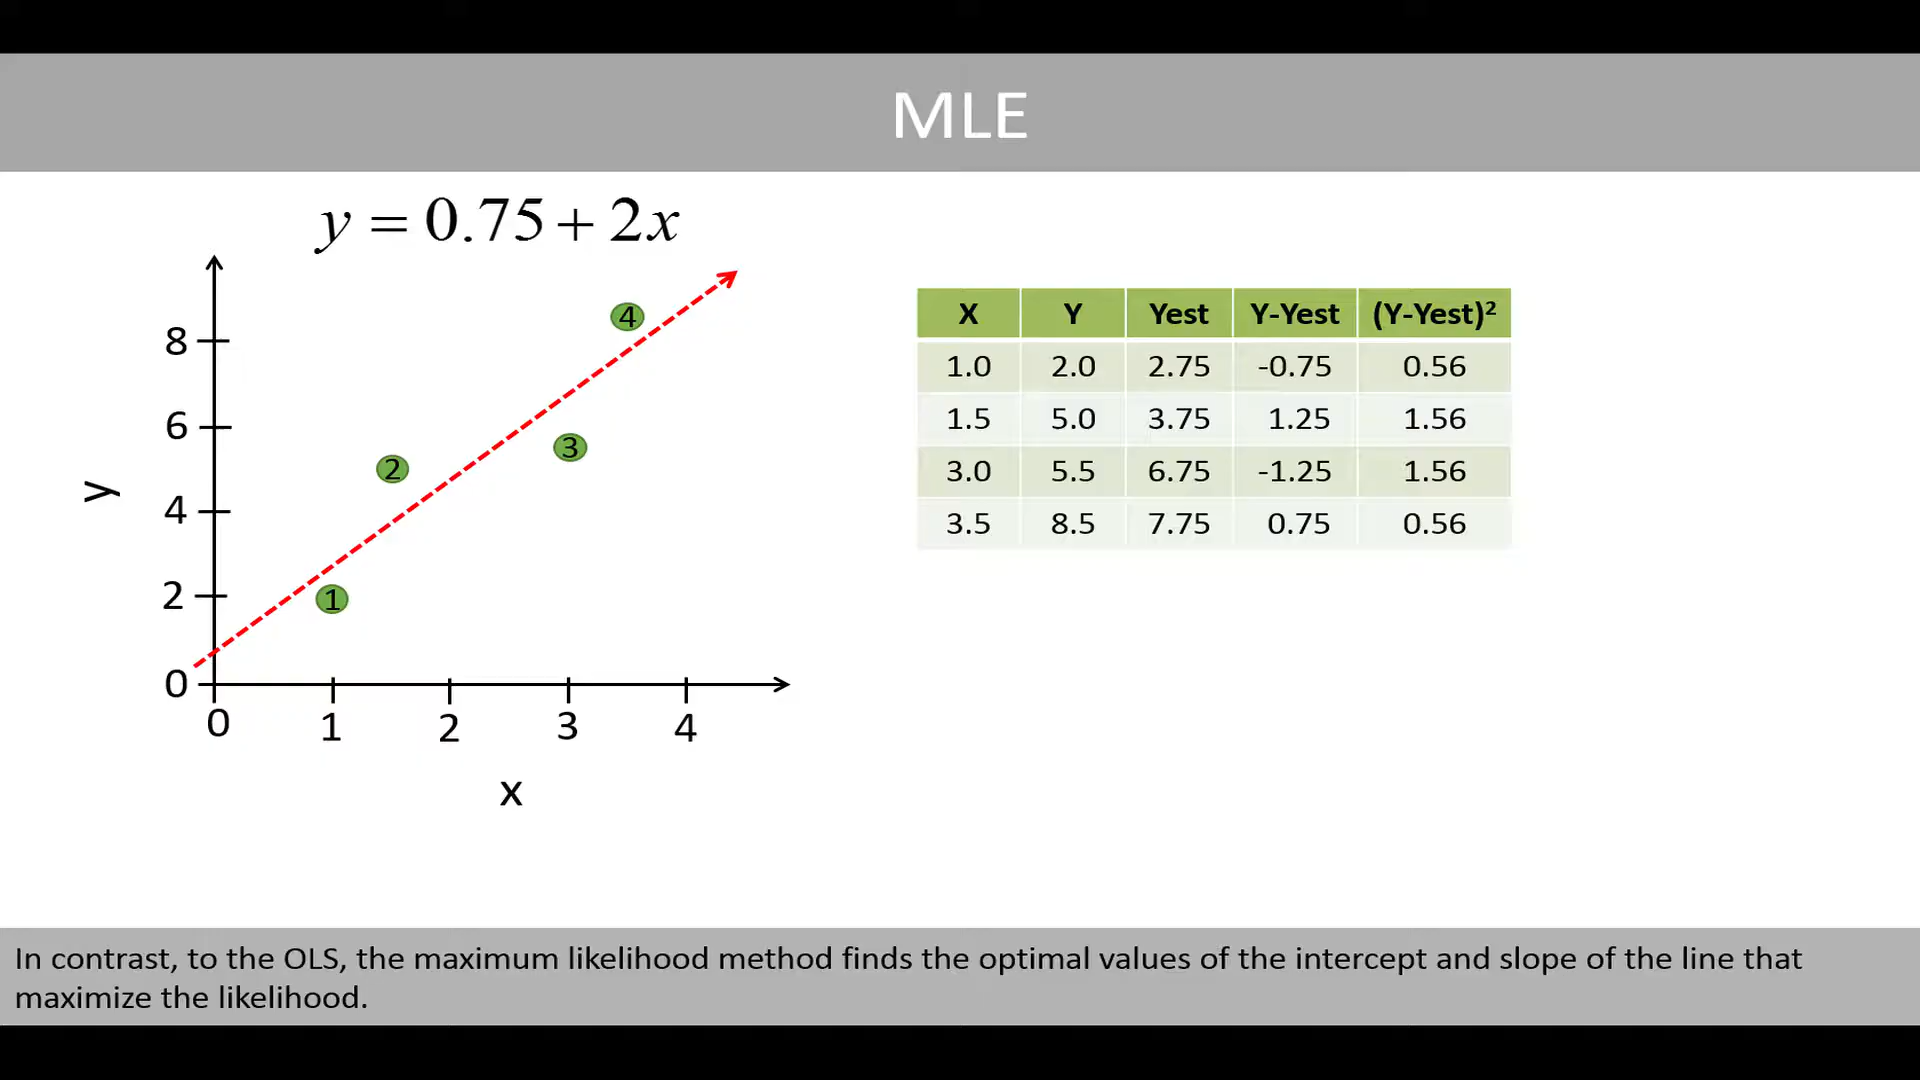 MLE
y = 0.75 + 2x
8
6
4
2
0
y
0 1 2 3 4
x
1
2
3
4
X Y Yest Y-Yest (Y-Yest)²
1.0 2.0 2.75 -0.75 0.56
1.5 5.0 3.75 1.25 1.56
3.0 5.5 6.75 -1.25 1.56
3.5 8.5 7.75 0.75 0.56
In contrast, to the OLS, the maximum likelihood method finds the optimal values of the intercept and slope of the line that
maximize the likelihood.